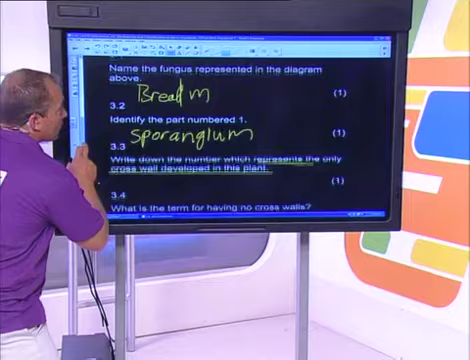 Name the fungus represented in the diagram
above.
Bread m (1)
3.2
Identify the part numbered 1.
sporangium (1)
3.3
Write down the number which represents the only
cross wall developed in this plant.
(1)
3.4
What is the term for having no cross walls?